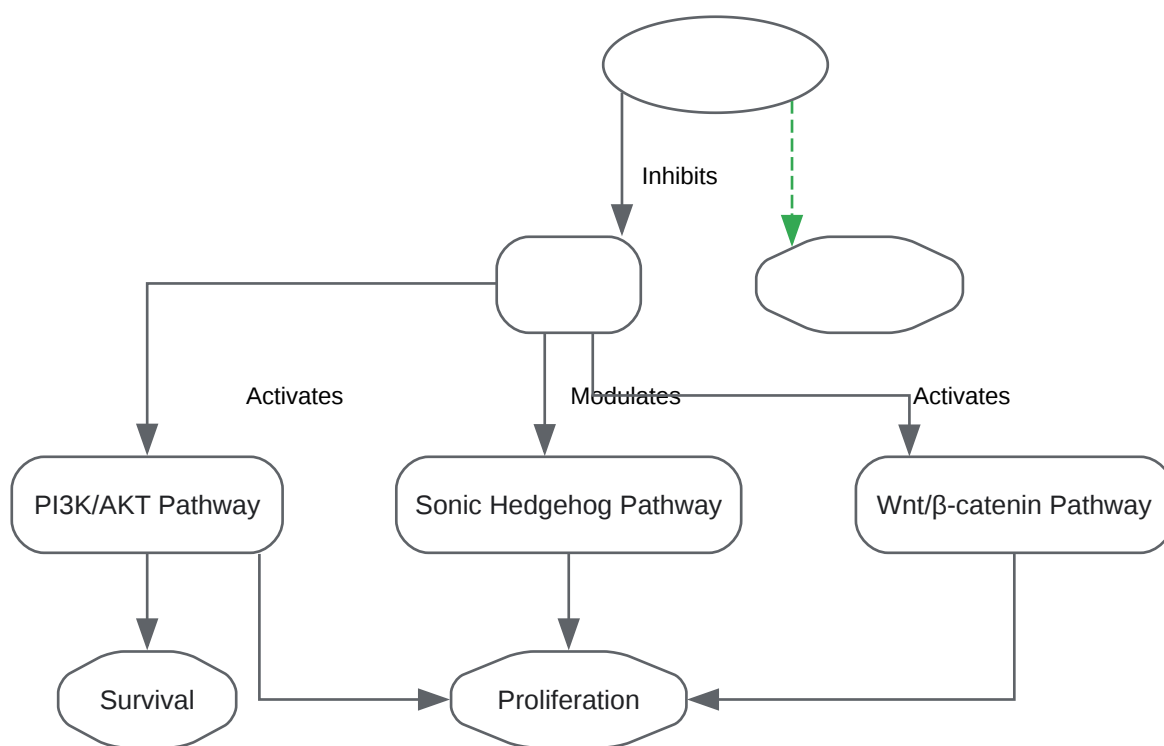 Inhibits
Activates
Modulates
Activates
PI3K/AKT Pathway
Sonic Hedgehog Pathway
Wnt/β-catenin Pathway
Survival
Proliferation